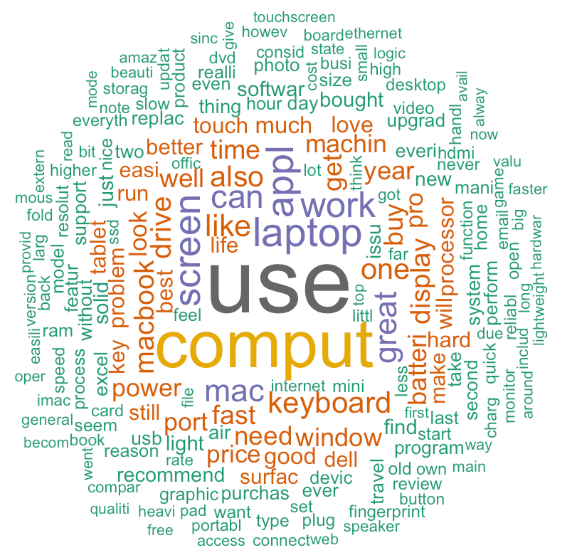 touchscreen
howev board ethernet
sinc give
amaz dvd consid state small logic
beauti updat realli photo cost busi high
mode storag product even size desktop
note slow softwar avail
everyth replac thing hour day bought video handl alway
touch much love upgrad now
read bit two nice better time machin everi hdmi
extern higher just easi offic lot think get year never valu
mous support well also can appl got new mani game faster
fold resolut run screen work issu buy pro email
provid tablet ssd drive like laptop far processor function home big
larg featur look life one display will system open hardwar
version back model solid problem macbook best use top perform reliabl long lightweight
without feel littl due includ
easili ram key comput great batteri hard quick around
process excel less make second
oper speed power mac internet mini take charg monitor
imac card file keyboard first last
general seem still port fast find start program way
becom book usb light air need window old own main
went reason rate price good dell review
compar recommend surfac devic travel button
qualiti graphic purchas ever
heavi pad want set fingerprint
free portabl type plug speaker
access connect web